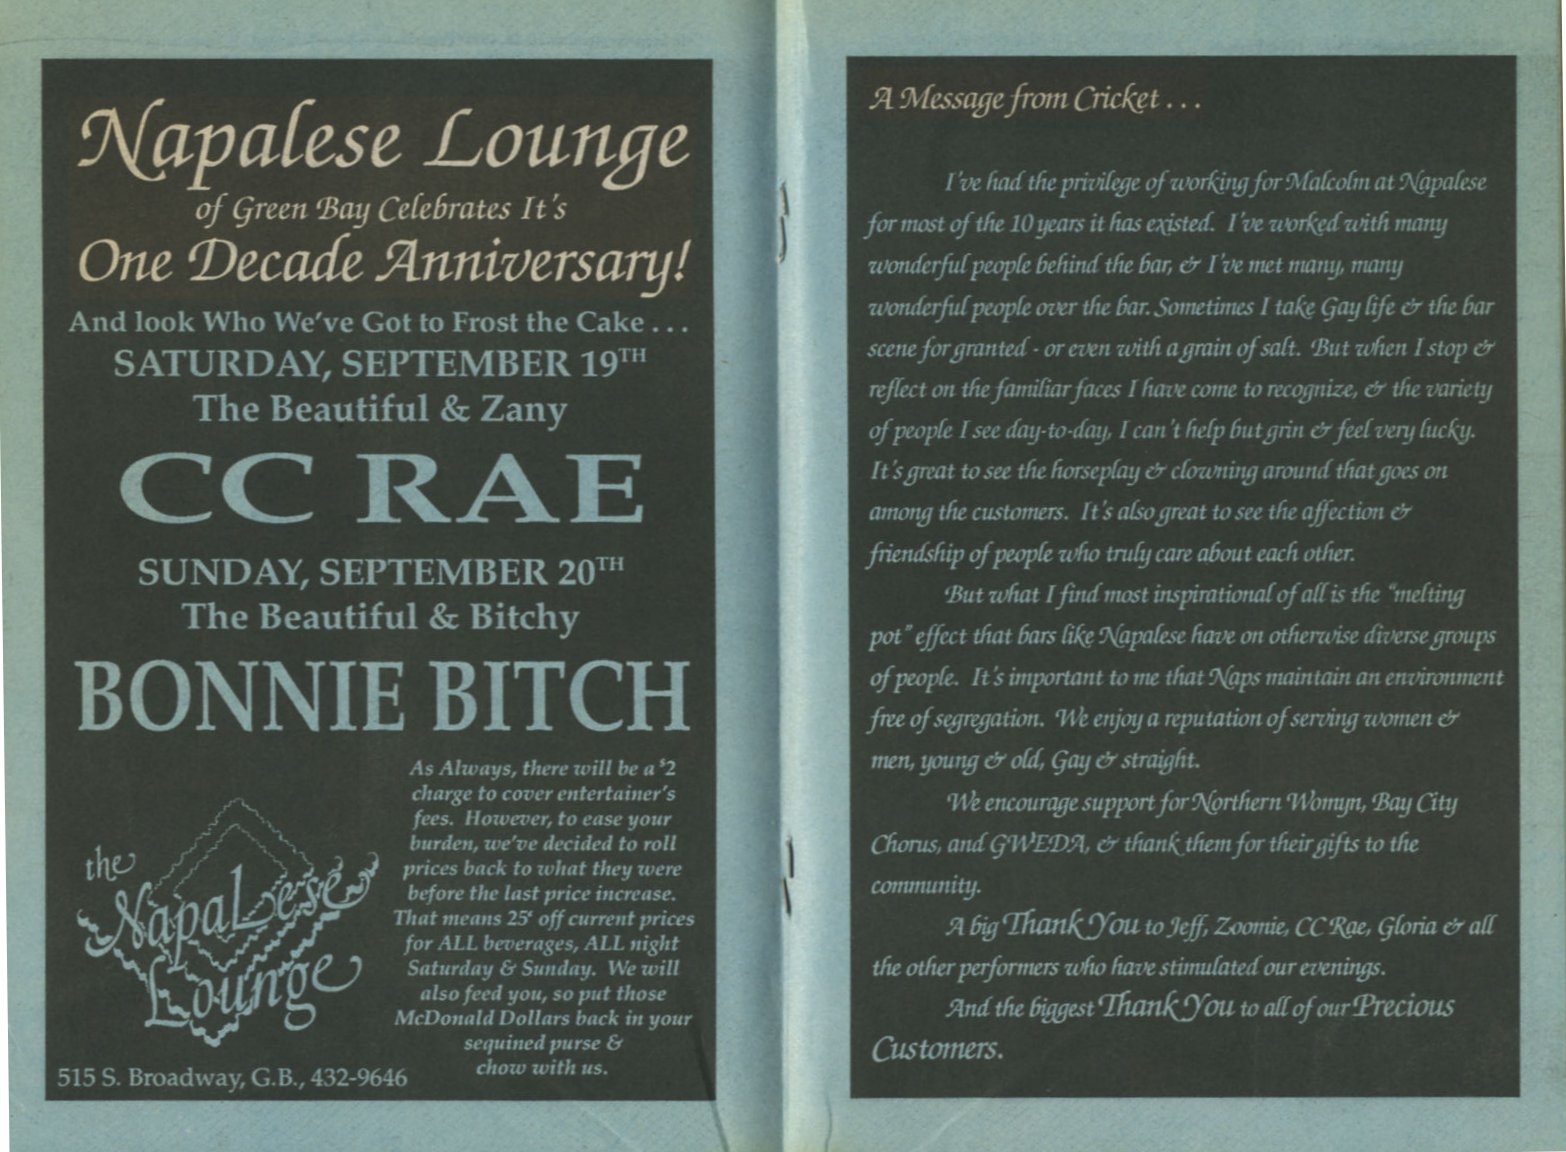 Napalese Lounge
of Green Bay Celebrates It's
One Decade Anniversary!
And look Who We've Got to Frost the Cake . . .
SATURDAY, SEPTEMBER 19TH
The Beautiful & Zany
CC RAE
SUNDAY, SEPTEMBER 20TH
The Beautiful & Bitchy
BONNIE BITCH
As Always, there will be a $2
charge to cover entertainer's
fees. However, to ease your
burden, we've decided to roll
prices back to what they were
before the last price increase.
That means 25¢ off current prices
for ALL beverages, ALL night
Saturday & Sunday. We will
also feed you, so put those
McDonald Dollars back in your
sequined purse &
chow with us.
the
NapaLese
Lounge
515 S. Broadway, G.B., 432-9646
A Message from Cricket . . .
I've had the privilege of working for Malcolm at Napalese
for most of the 10 years it has existed. I've worked with many
wonderful people behind the bar, & I've met many, many
wonderful people over the bar. Sometimes I take Gay life & the bar
scene for granted - or even with a grain of salt. But when I stop &
reflect on the familiar faces I have come to recognize, & the variety
of people I see day-to-day, I can't help but grin & feel very lucky.
It's great to see the horseplay & clowning around that goes on
among the customers. It's also great to see the affection &
friendship of people who truly care about each other.
But what I find most inspirational of all is the "melting
pot" effect that bars like Napalese have on otherwise diverse groups
of people. It's important to me that Naps maintain an environment
free of segregation. We enjoy a reputation of serving women &
men, young & old, Gay & straight.
We encourage support for Northern Womyn, Bay City
Chorus, and GWEDA, & thank them for their gifts to the
community.
A big Thank You to Jeff, Zoomie, CC Rae, Gloria & all
the other performers who have stimulated our evenings.
And the biggest Thank You to all of our Precious
Customers.